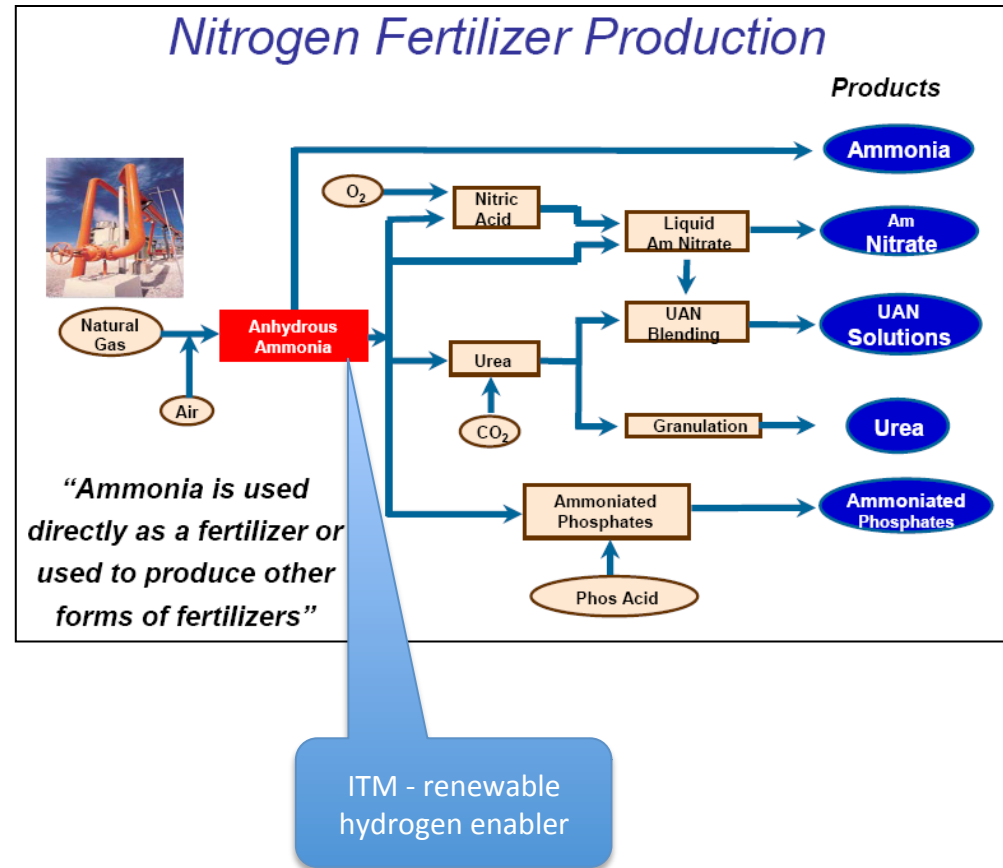 Nitrogen Fertilizer Production
Products
Ammonia
O₂
Nitric
Acid
Liquid
Am Nitrate
Am
Nitrate
Natural
Gas
Anhydrous
Ammonia
UAN
Blending
UAN
Solutions
Urea
Air
CO₂
Granulation
Urea
“Ammonia is used
directly as a fertilizer or
used to produce other
forms of fertilizers”
Ammoniated
Phosphates
Ammoniated
Phosphates
Phos Acid
ITM - renewable
hydrogen enabler